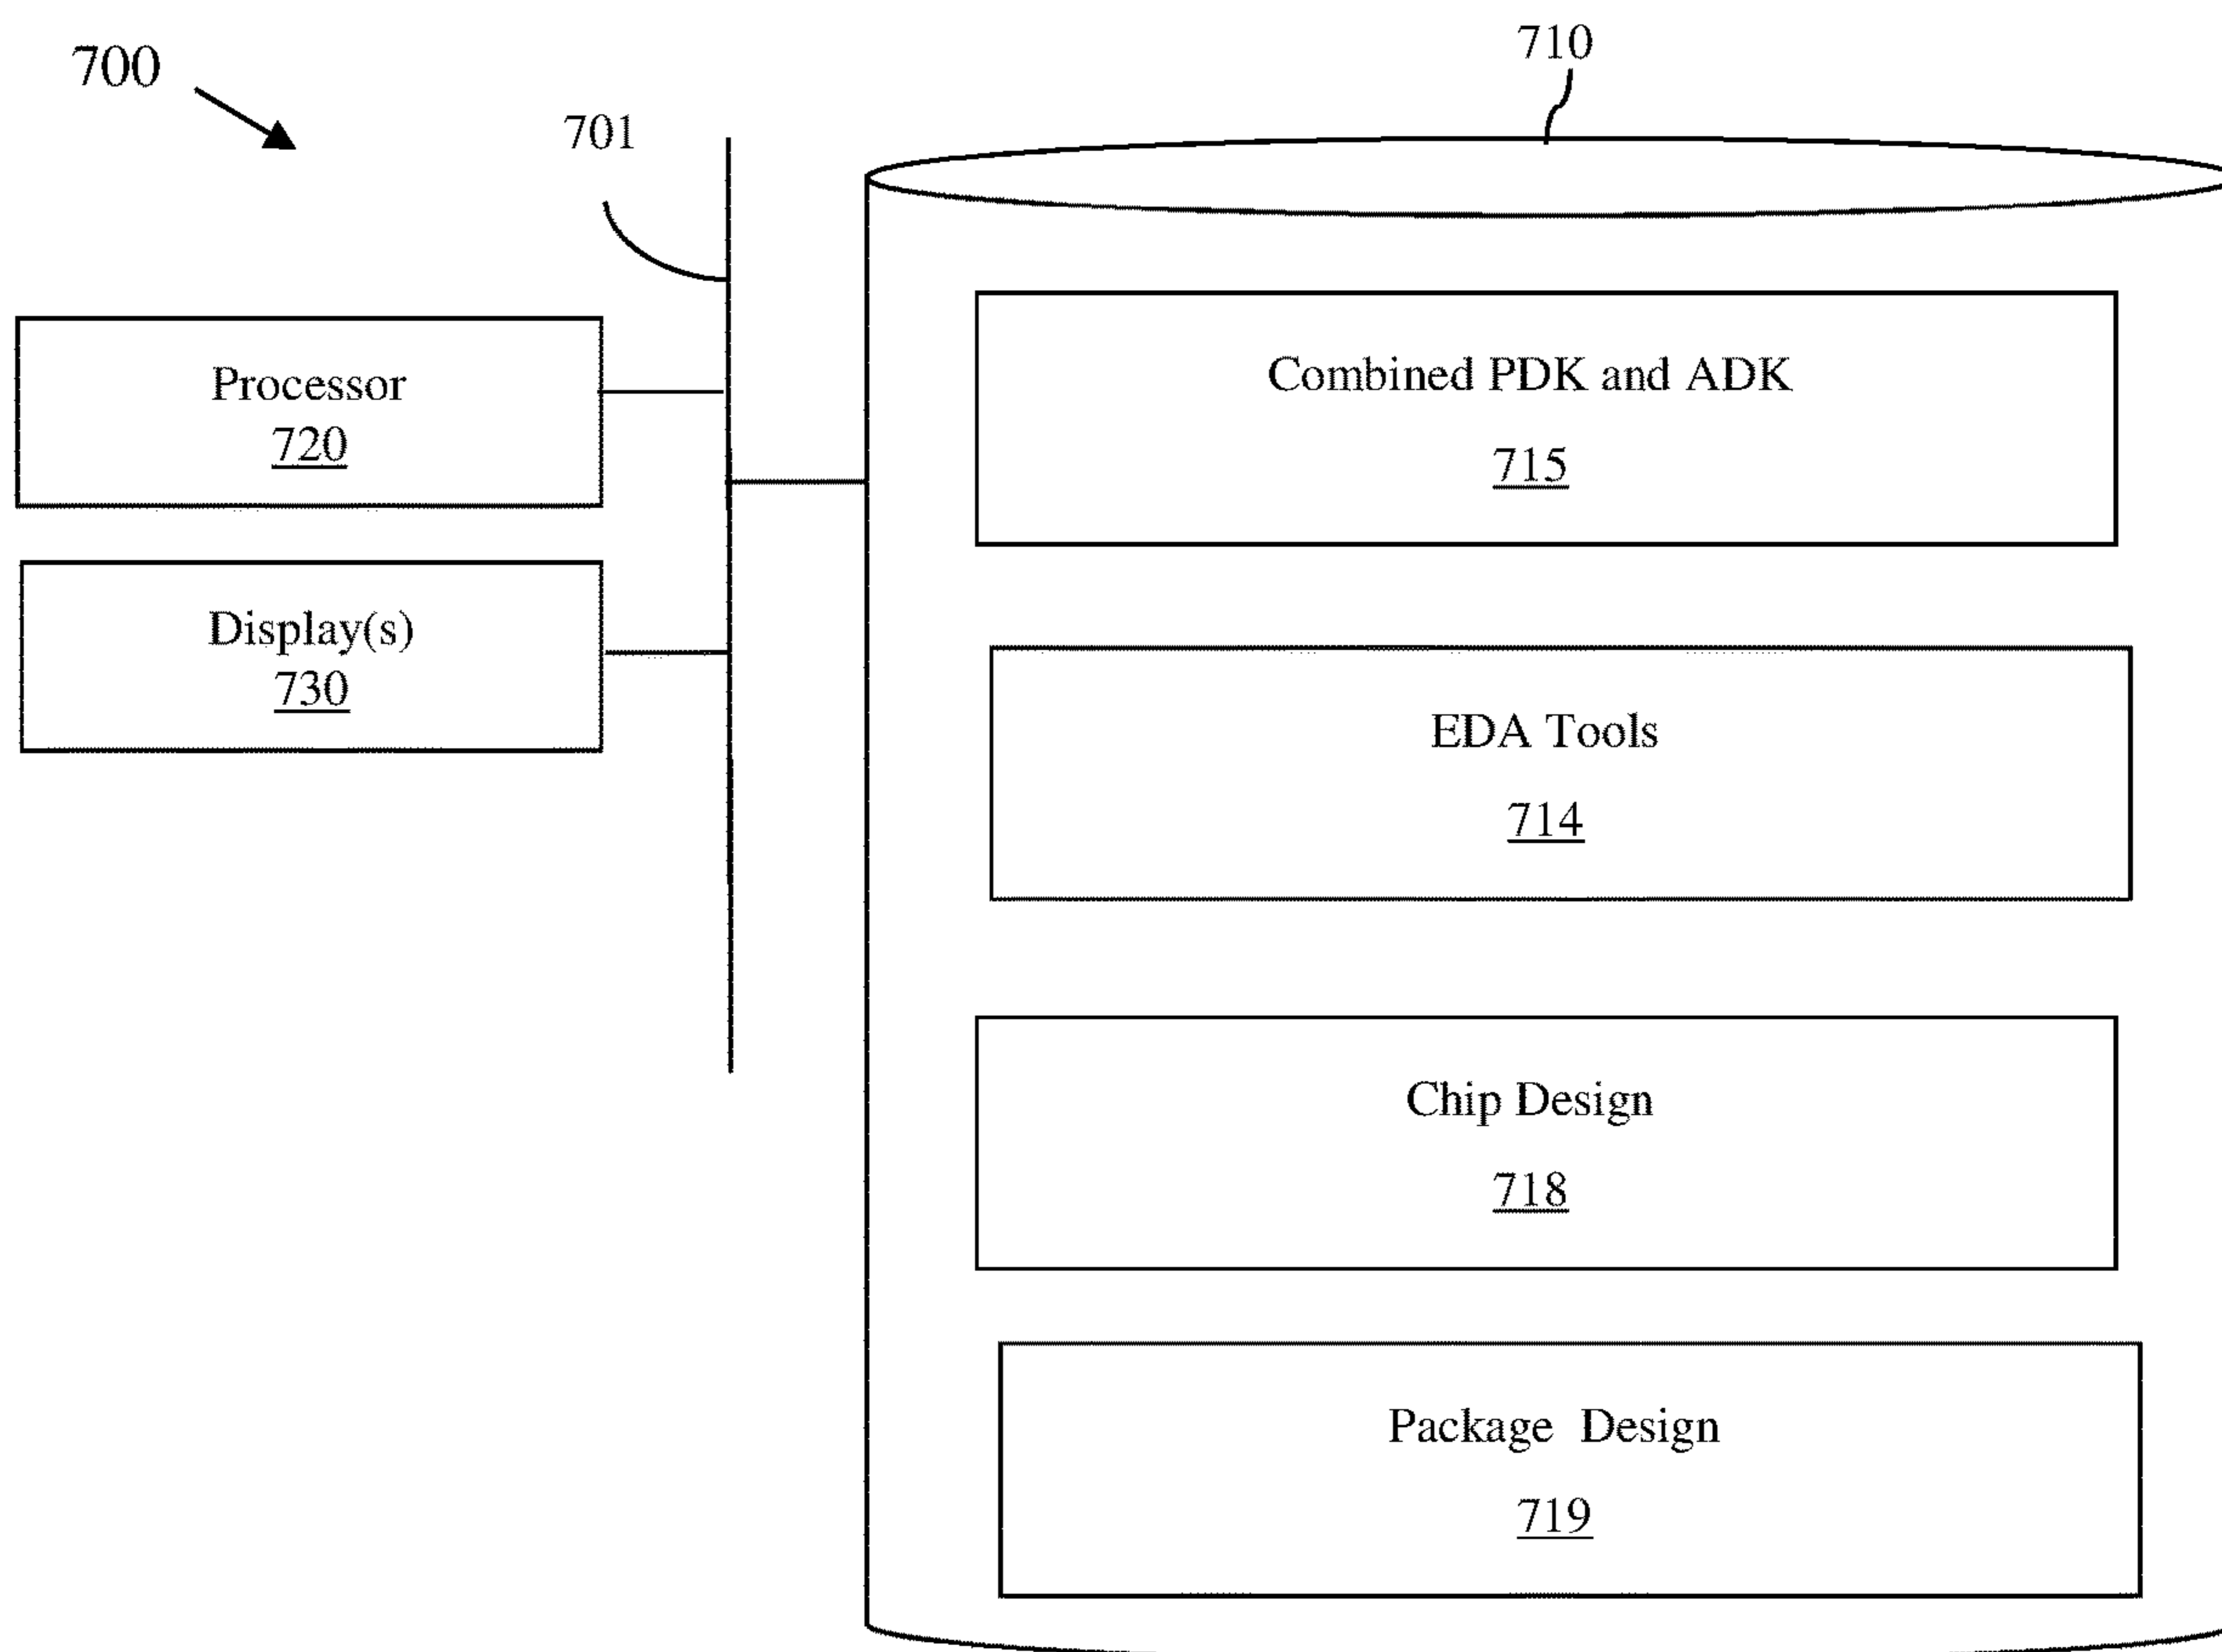 700
710
701
Processor
720
Display(s)
730
Combined PDK and ADK
715
EDA Tools
714
Chip Design
718
Package Design
719